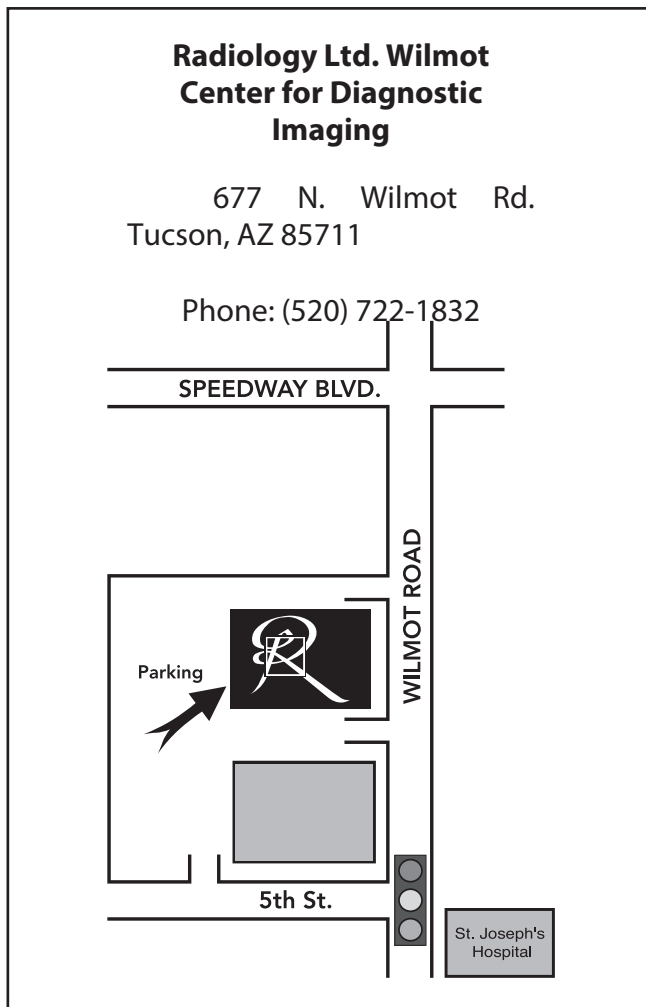 Radiology Ltd. Wilmot
Center for Diagnostic
Imaging
677 N. Wilmot Rd.
Tucson, AZ 85711
Phone: (520) 722-1832
SPEEDWAY BLVD.
WILMOT ROAD
Parking
5th St.
St. Joseph's
Hospital